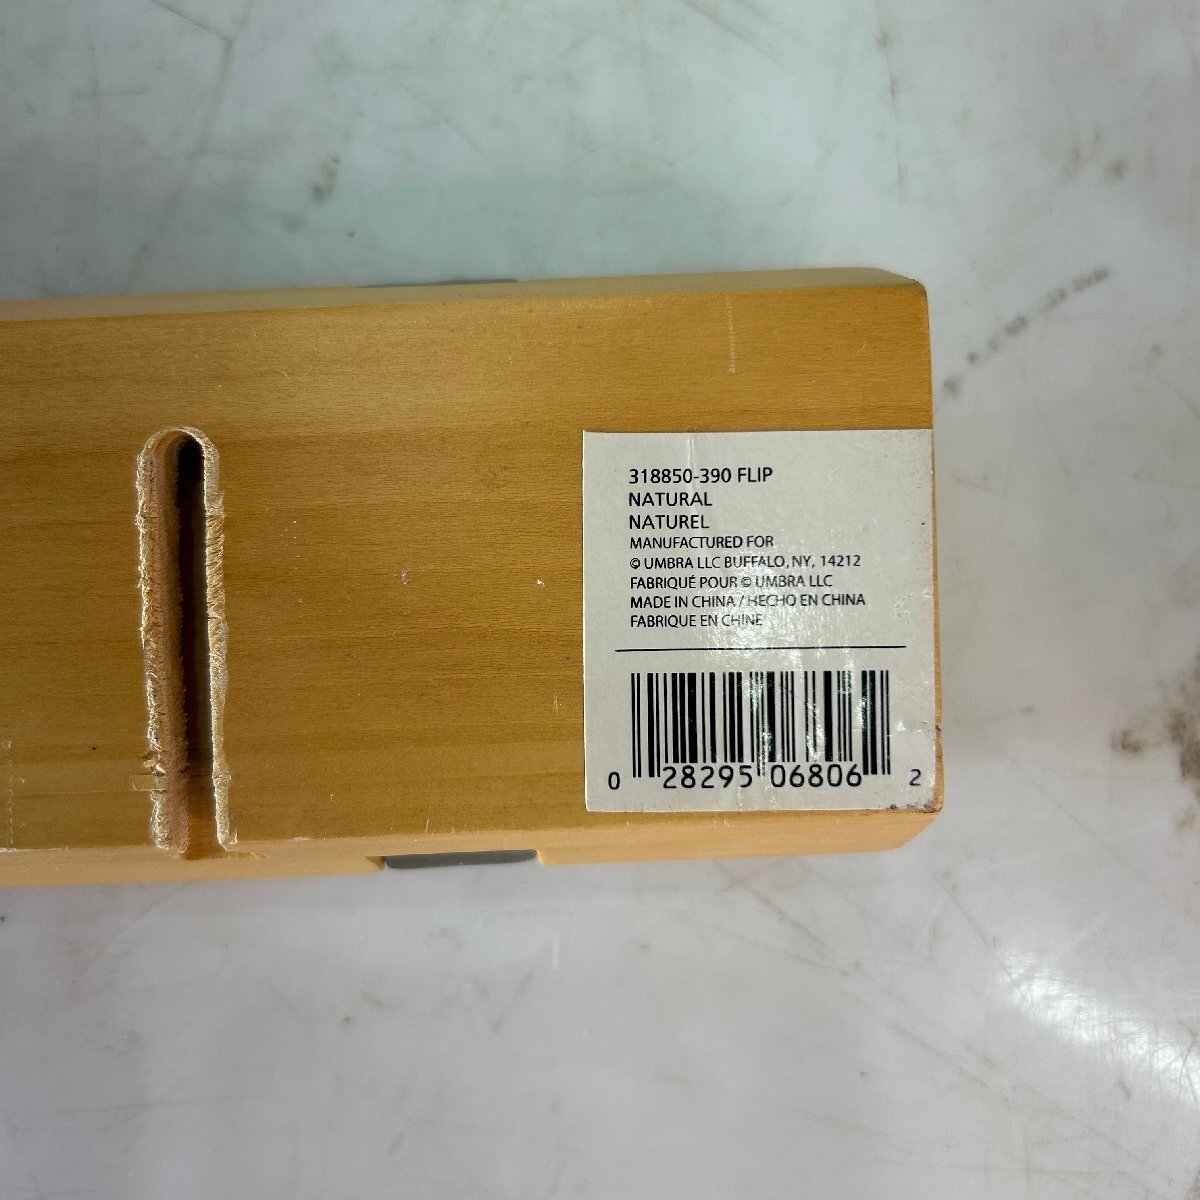 318850-390 FLIP
NATURAL
NATUREL
MANUFACTURED FOR
© UMBRA LLC BUFFALO, NY, 14212
FABRIQUÉ POUR © UMBRA LLC
MADE IN CHINA / HECHO EN CHINA
FABRIQUE EN CHINE
0 28295 06806 2